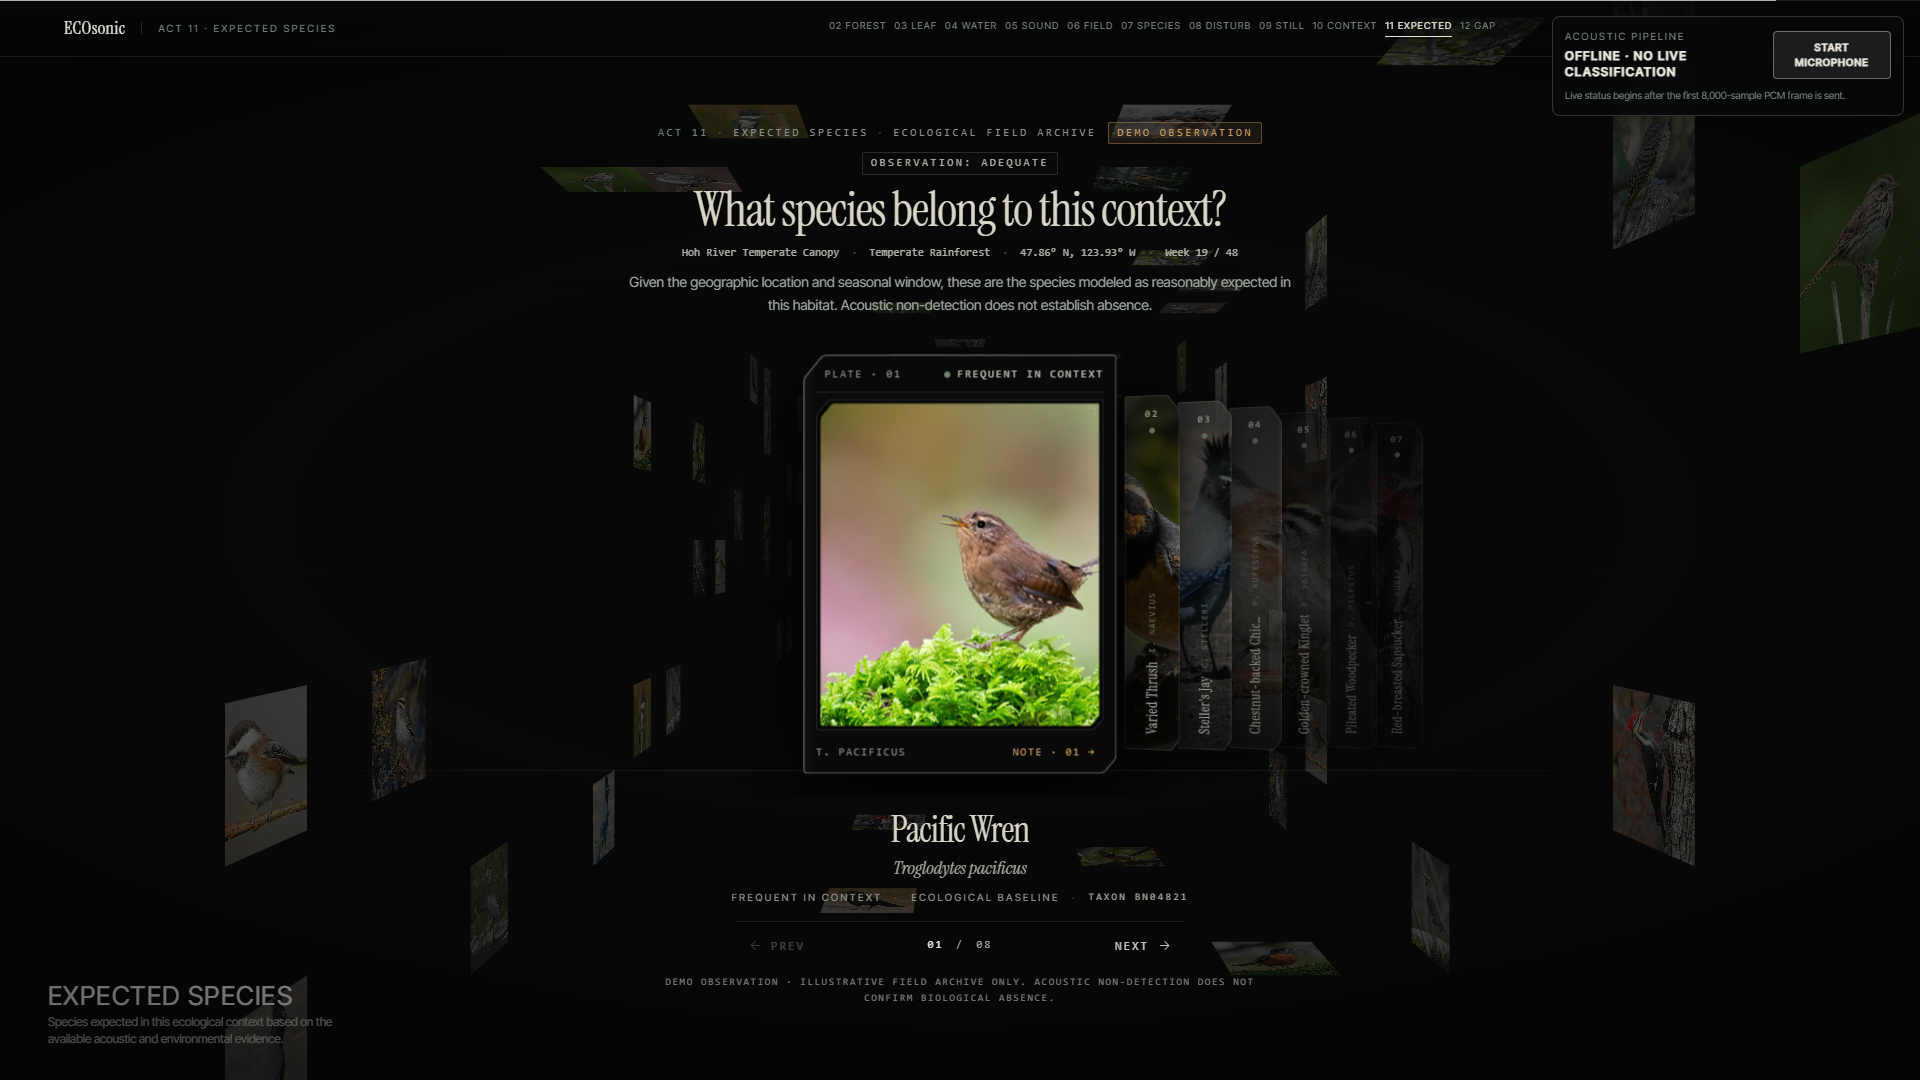 ECOsonic
ACT 11 · EXPECTED SPECIES
02 FOREST 03 LEAF 04 WATER 05 SOUND 06 FIELD 07 SPECIES 08 DISTURB 09 STILL 10 CONTEXT 11 EXPECTED 12 GAP
ACOUSTIC PIPELINE
OFFLINE · NO LIVE
CLASSIFICATION
START
MICROPHONE
Live status begins after the first 8,000-sample PCM frame is sent.
ACT 11 · EXPECTED SPECIES · ECOLOGICAL FIELD ARCHIVE DEMO OBSERVATION
OBSERVATION: ADEQUATE
What species belong to this context?
Hoh River Temperate Canopy · Temperate Rainforest · 47.86° N, 123.93° W · Week 19 / 48
Given the geographic location and seasonal window, these are the species modeled as reasonably expected in
this habitat. Acoustic non-detection does not establish absence.
PLATE · 01
FREQUENT IN CONTEXT
T. PACIFICUS
NOTE · 01 →
02
Varied Thrush I. NAEVIUS
03
Steller's Jay C. STELLERI
04
Chestnut-backed Chic… P. RUFESCENS
05
Golden-crowned Kinglet R. SATRAPA
06
Pileated Woodpecker D. PILEATUS
07
Red-breasted Sapsucker
Pacific Wren
Troglodytes pacificus
FREQUENT IN CONTEXT · ECOLOGICAL BASELINE · TAXON BN04821
← PREV
01 / 08
NEXT →
DEMO OBSERVATION · ILLUSTRATIVE FIELD ARCHIVE ONLY. ACOUSTIC NON-DETECTION DOES NOT
CONFIRM BIOLOGICAL ABSENCE.
EXPECTED SPECIES
Species expected in this ecological context based on the
available acoustic and environmental evidence.